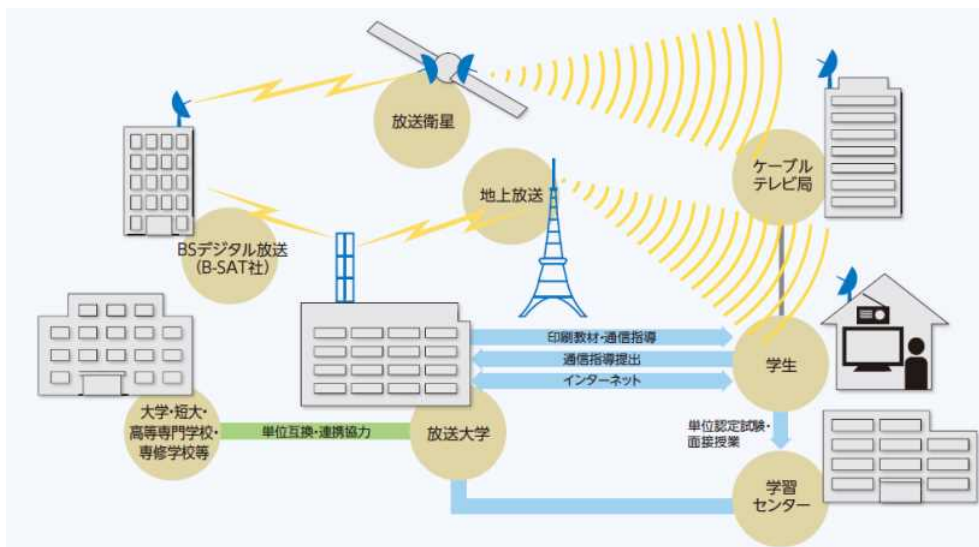 放送衛星
ケーブル
テレビ局
地上放送
BSデジタル放送
(B-SAT社)
印刷教材・通信指導
通信指導提出
インターネット
学生
大学・短大・
高等専門学校・
専修学校等
単位互換・連携協力
放送大学
単位認定試験・
面接授業
学習
センター